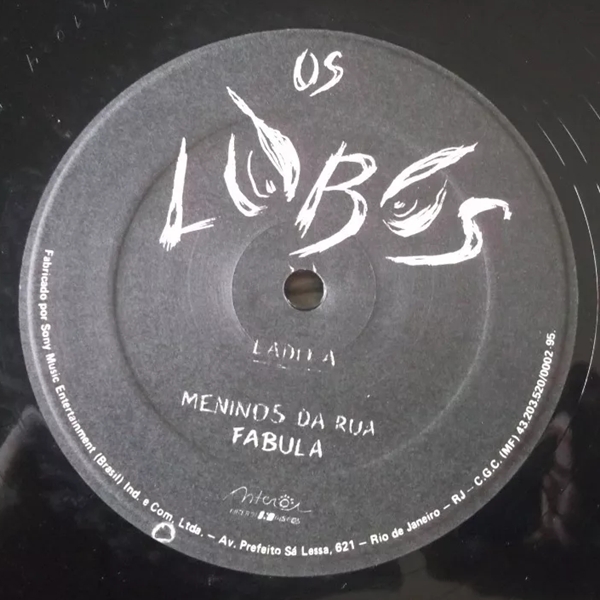 OS
LOBOS
LADO A
MENINOS DA RUA
FABULA
Fabricado por Sony Music Entertainment (Brasil) Ind. e Com. Ltda. – Av. Prefeito Sá Lessa, 621 – Rio de Janeiro – RJ – C.G.C. (MF) 43.203.520/0002-95.